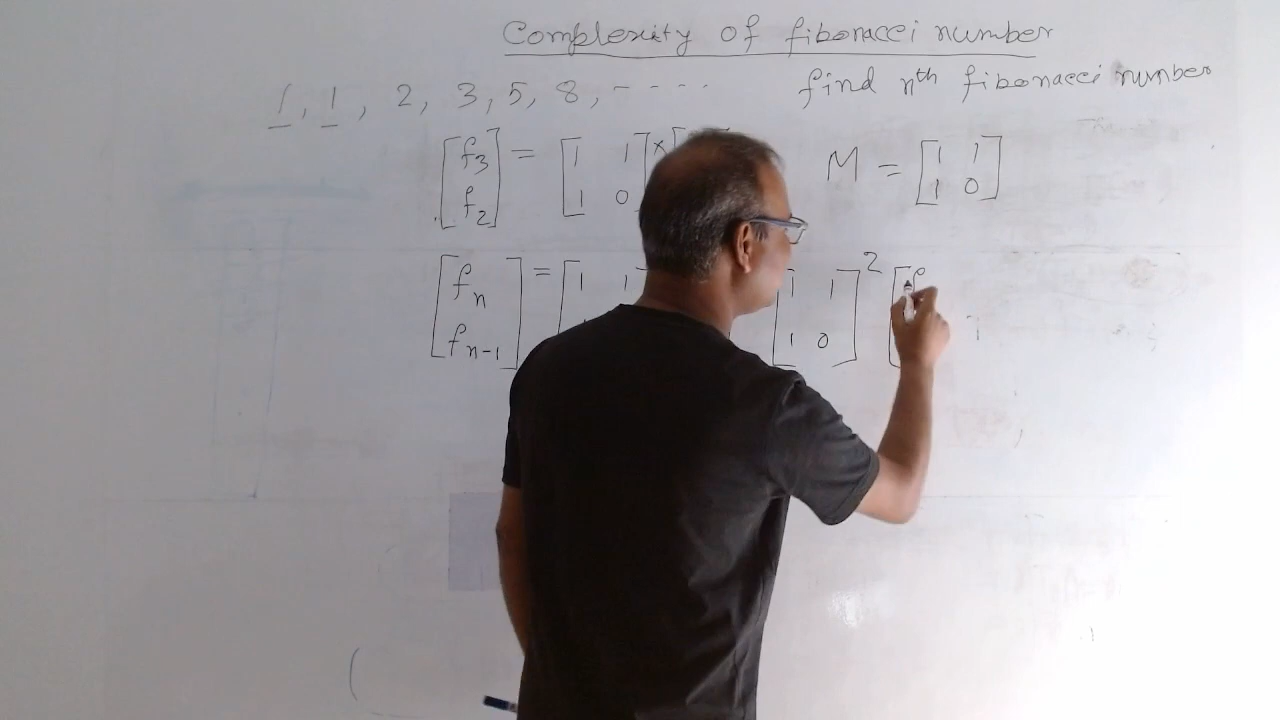 Complexity of fibonacci number
1, 1, 2, 3, 5, 8, - - - - find nth fibonacci number
[f3 f2] = [1 1 1 0] × [ M = [1 1 1 0]
[fn fn-1] = [1 1 [1 1 1 0]² [f